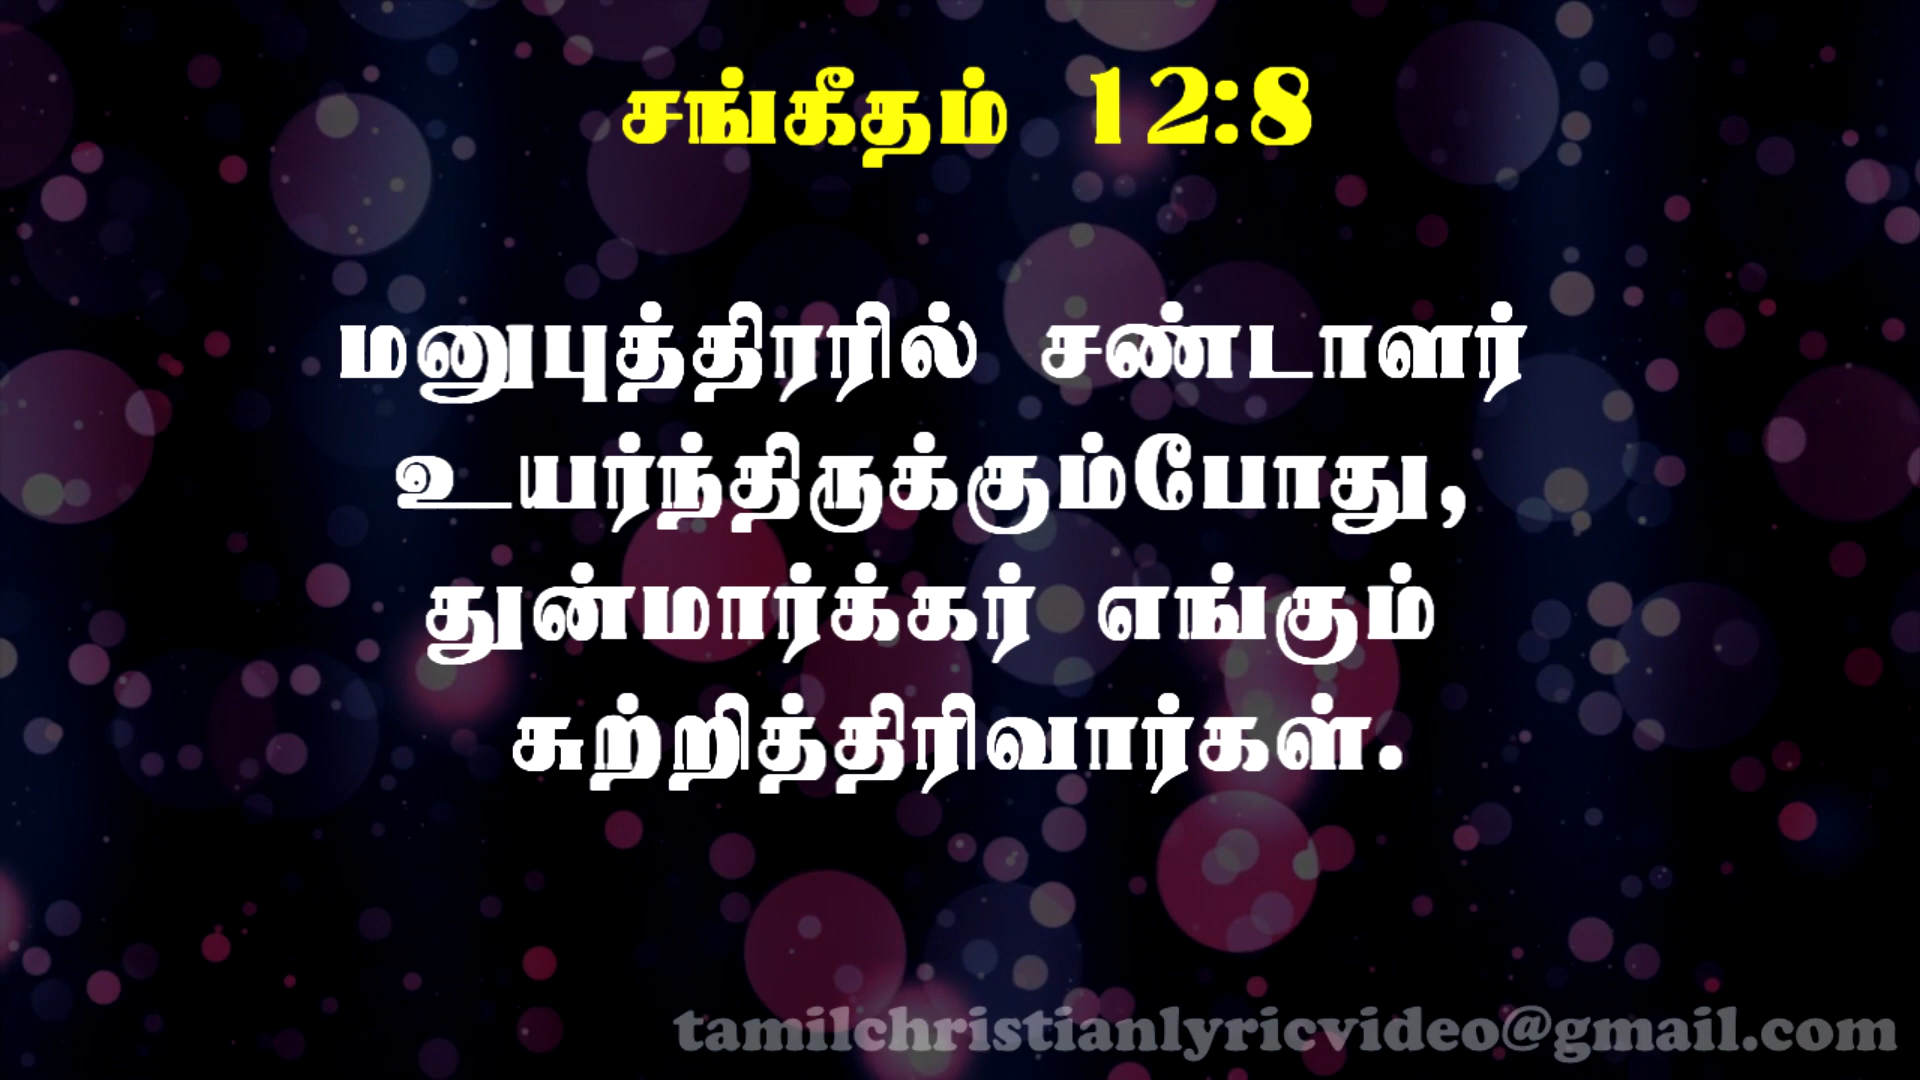 சங்கீதம் 12:8
மனுபுத்திரரில் சண்டாளர்
உயர்ந்திருக்கும்போது,
துன்மார்க்கர் எங்கும்
சுற்றித்திரிவார்கள்.
tamilchristianlyricvideo@gmail.com